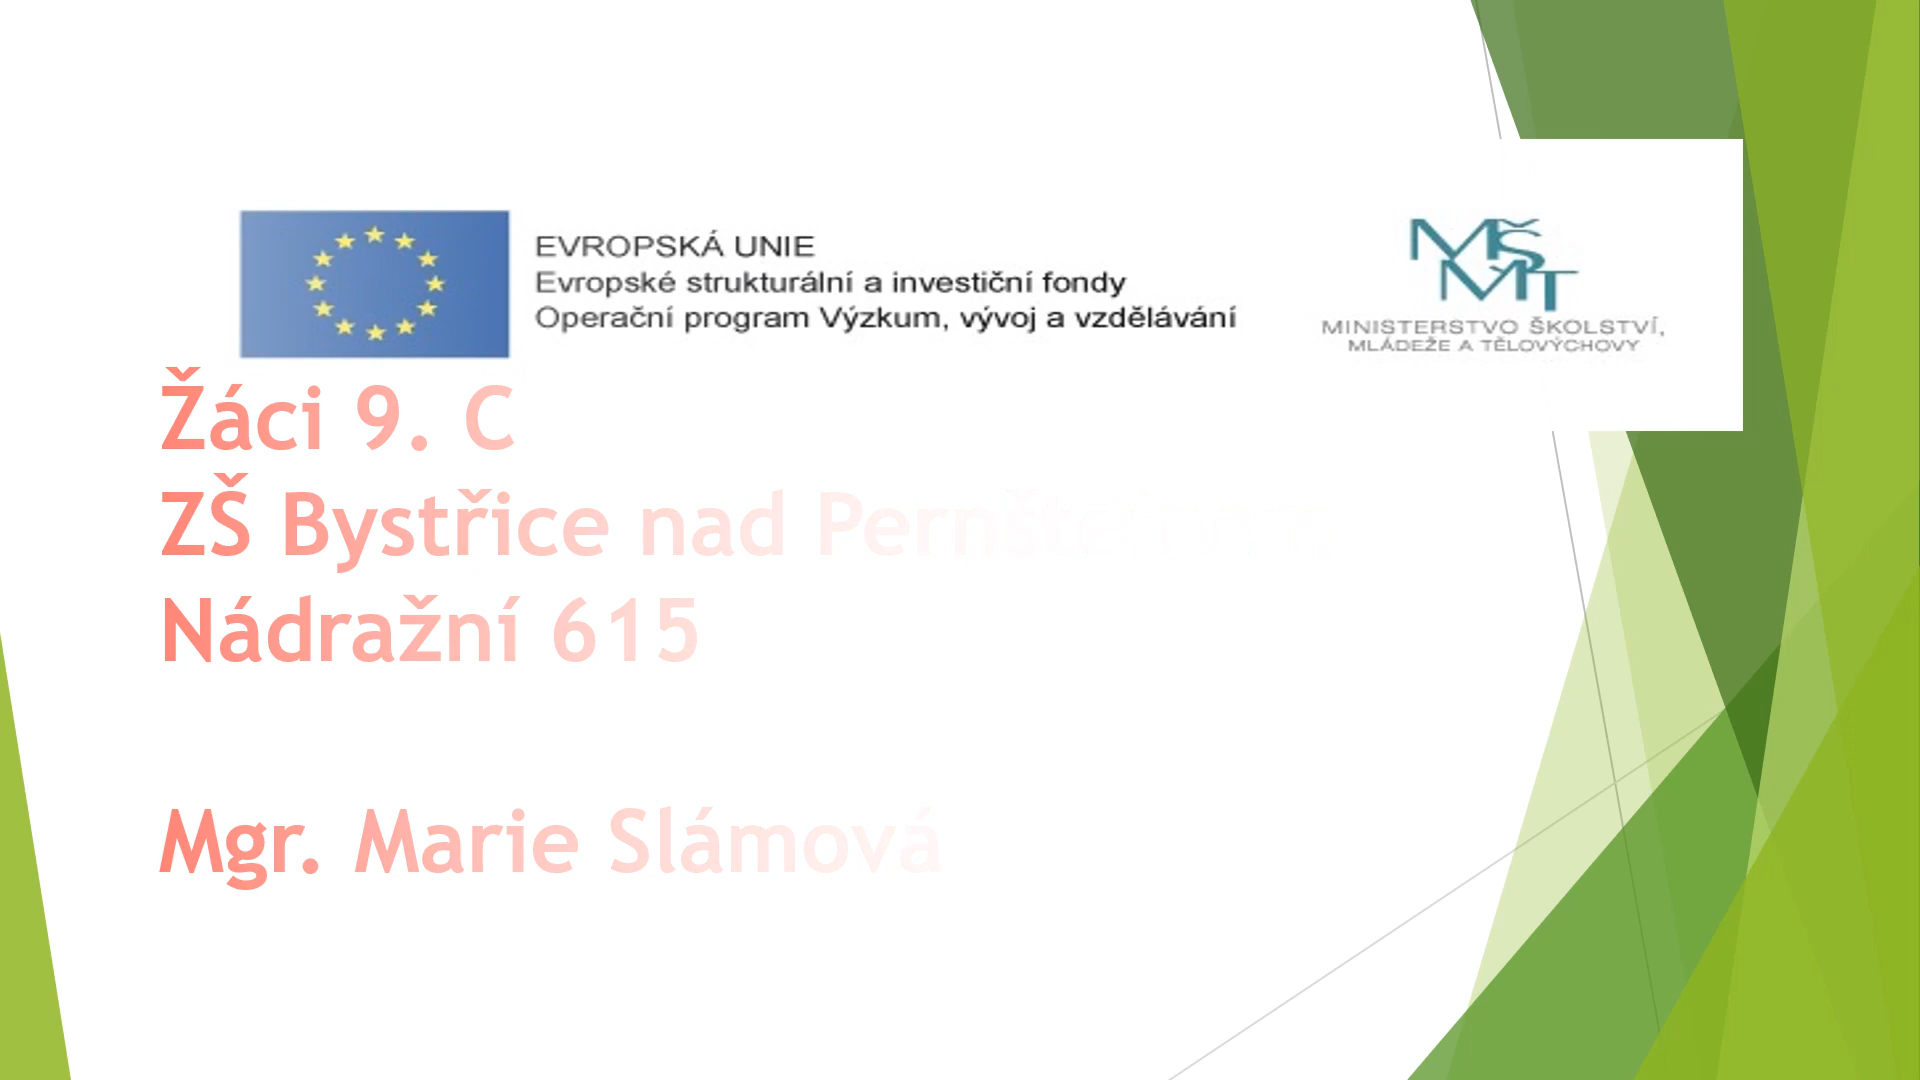 EVROPSKÁ UNIE
Evropské strukturální a investiční fondy
Operační program Výzkum, vývoj a vzdělávání
MŠMT
MINISTERSTVO ŠKOLSTVÍ,
MLÁDEŽE A TĚLOVÝCHOVY
Žáci 9. C
ZŠ Bystřice nad
Nádražní 615
Mgr. Marie Slámová